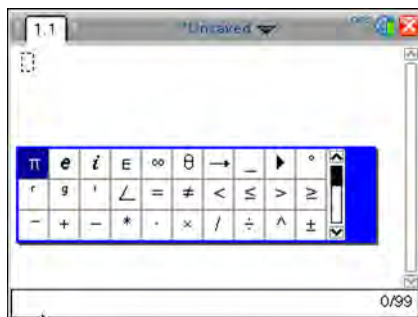 1.1 *Unsaved
π e i E ∞ θ → _ ▶ °
r g ' ∠ = ≠ < ≤ > ≥
− + − * · × / ÷ ^ ±
0/99